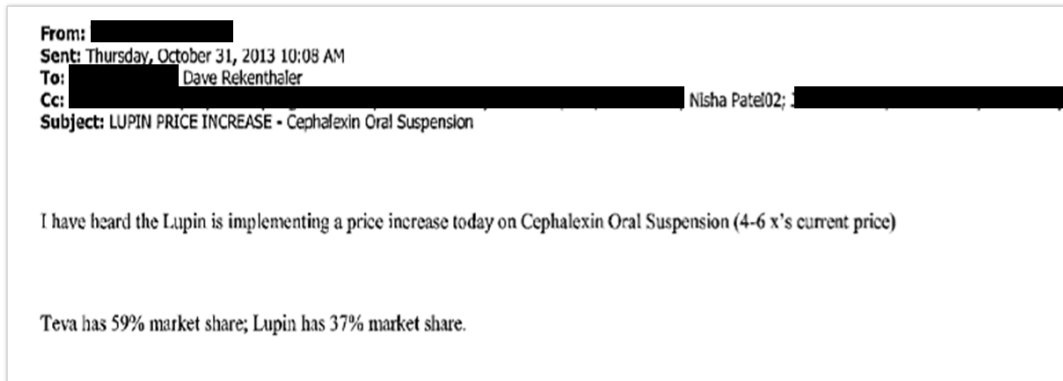 From:
Sent: Thursday, October 31, 2013 10:08 AM
To: Dave Rekenthaler
Cc: Nisha Patel02;
Subject: LUPIN PRICE INCREASE - Cephalexin Oral Suspension
I have heard the Lupin is implementing a price increase today on Cephalexin Oral Suspension (4-6 x's current price)
Teva has 59% market share; Lupin has 37% market share.